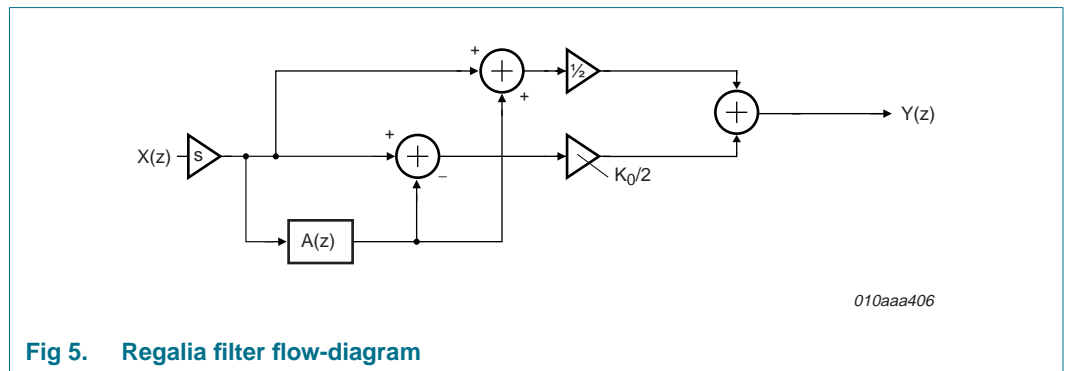 +
+
½
+
−
X(z)
s
Y(z)
K0/2
A(z)
010aaa406
Fig 5. Regalia filter flow-diagram